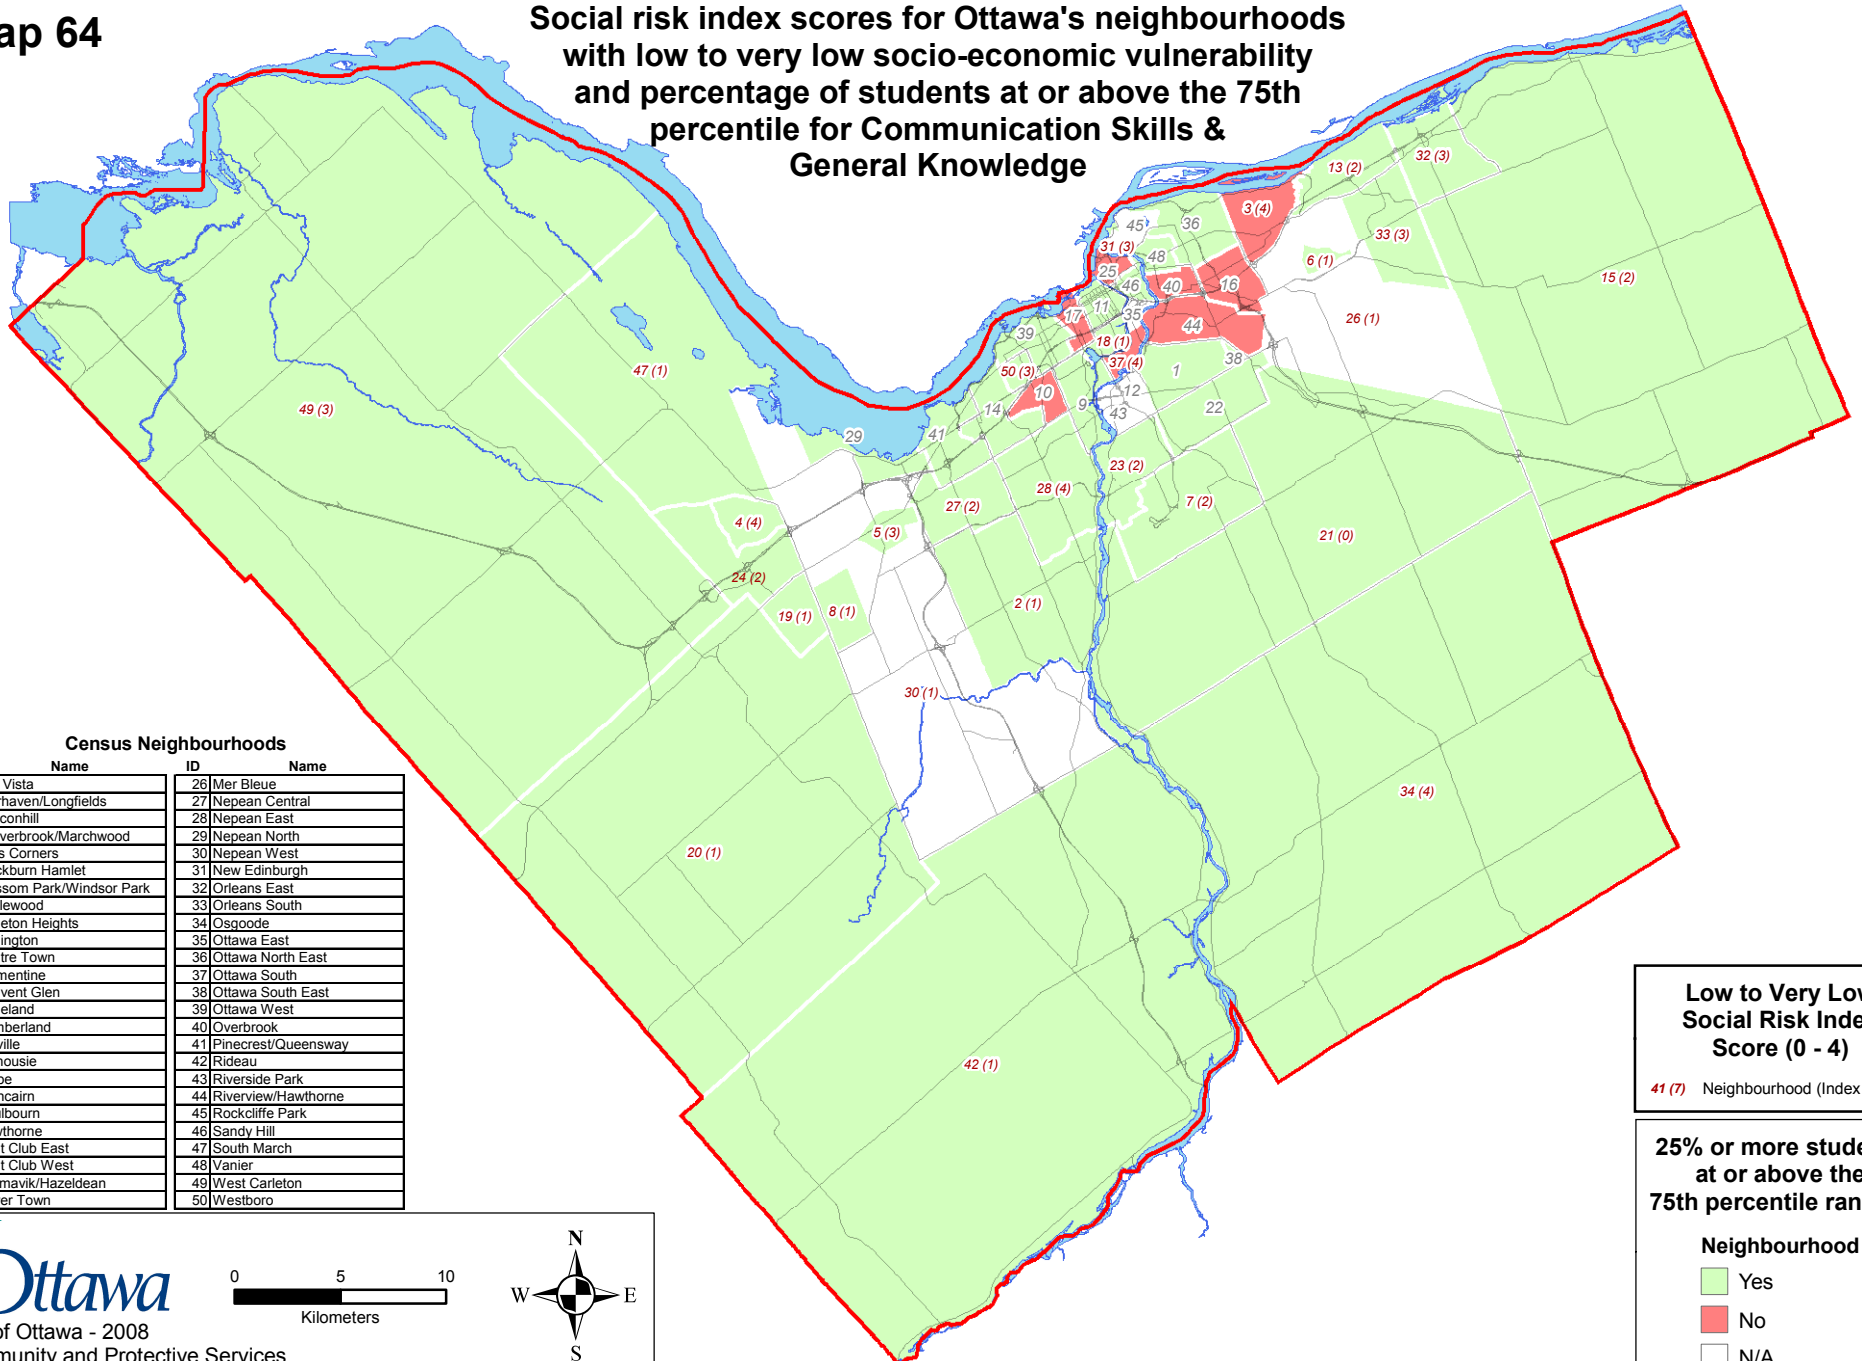 ap 64
Social risk index scores for Ottawa's neighbourhoods
with low to very low socio-economic vulnerability
and percentage of students at or above the 75th
percentile for Communication Skills &
General Knowledge
32 (3)
13 (2)
3 (4)
45
36
33 (3)
31 (3)
48
6 (1)
25
15 (2)
46
40
16
11
17
35
26 (1)
44
39
18 (1)
38
37 (4)
1
50 (3)
47 (1)
12
10
9
22
49 (3)
14
43
29
41
23 (2)
28 (4)
7 (2)
27 (2)
4 (4)
5 (3)
21 (0)
24 (2)
2 (1)
8 (1)
19 (1)
30 (1)
34 (4)
20 (1)
42 (1)
Census Neighbourhoods
Name ID Name
Vista 26 Mer Bleue
rhaven/Longfields 27 Nepean Central
conhill 28 Nepean East
verbrook/Marchwood 29 Nepean North
s Corners 30 Nepean West
ckburn Hamlet 31 New Edinburgh
ssom Park/Windsor Park 32 Orleans East
lewood 33 Orleans South
leton Heights 34 Osgoode
ington 35 Ottawa East
tre Town 36 Ottawa North East
mentine 37 Ottawa South
vent Glen 38 Ottawa South East
eland 39 Ottawa West
mberland 40 Overbrook
ville 41 Pinecrest/Queensway
housie 42 Rideau
be 43 Riverside Park
ncairn 44 Riverview/Hawthorne
ulbourn 45 Rockcliffe Park
wthorne 46 Sandy Hill
t Club East 47 South March
t Club West 48 Vanier
mavik/Hazeldean 49 West Carleton
er Town 50 Westboro
Ottawa
of Ottawa - 2008
munity and Protective Services
0 5 10
Kilometers
N
W E
S
Low to Very Low
Social Risk Inde
Score (0 - 4)
41 (7) Neighbourhood (Index
25% or more stude
at or above the
75th percentile ran
Neighbourhood
Yes
No
N/A